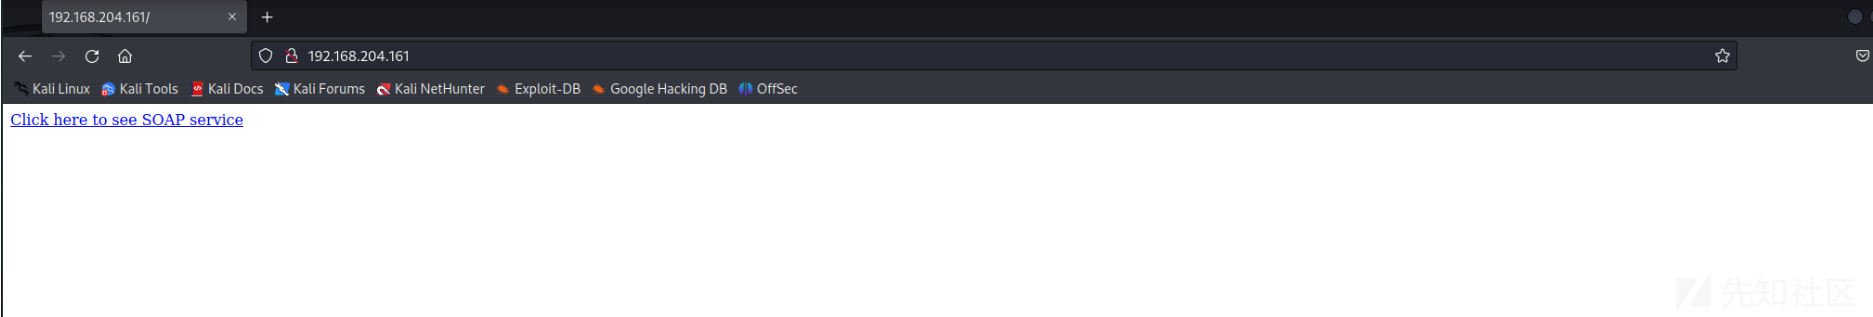 192.168.204.161/
192.168.204.161
Kali Linux Kali Tools Kali Docs Kali Forums Kali NetHunter Exploit-DB Google Hacking DB OffSec
Click here to see SOAP service
先知社区